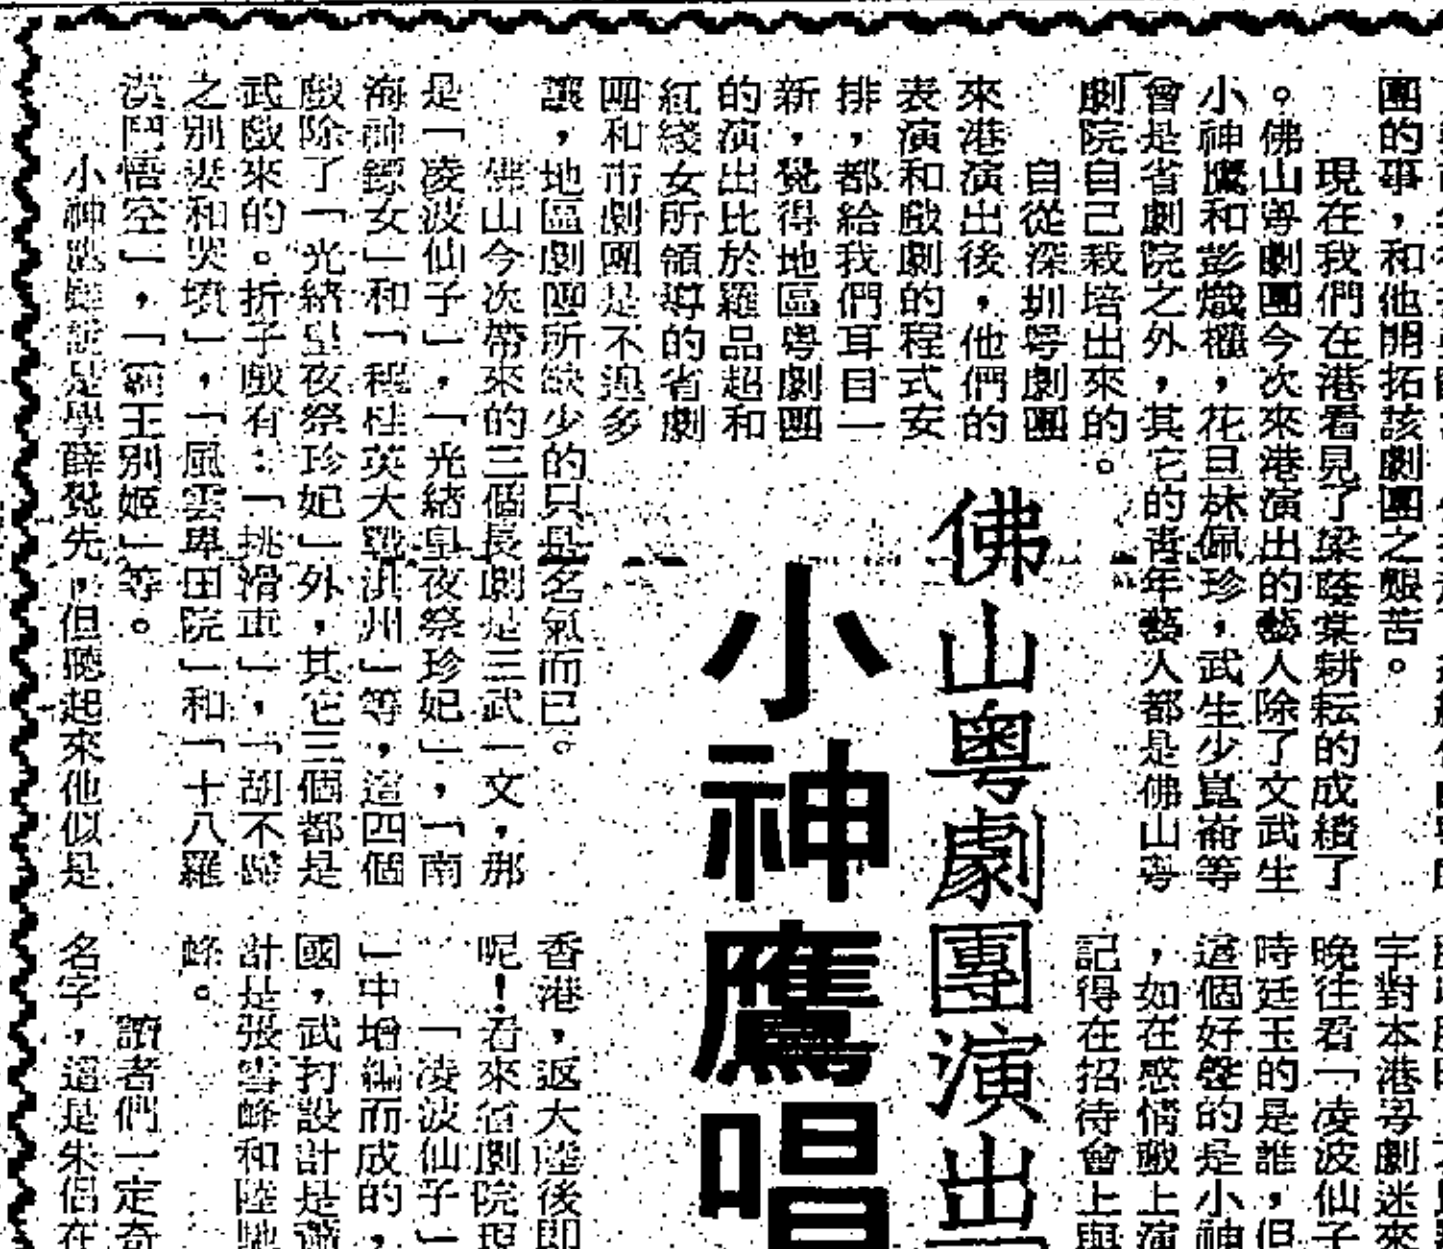 團的事，和他開拓該劇團之艱苦。
現在我們在港看見了梁蔭棠耕耘的成績了
。佛山粵劇團今次來港演出的藝人除了文武生
小神鷹和彭熾權，花旦林佩珍，武生少崑崙等
會是省劇院之外，其它的青年藝人都是佛山粵
劇院自己栽培出來的。
自從深圳粵劇團
來港演出後，他們的
表演和戲劇的程式安
排，都給我們耳目一
新，覺得地區粵劇團
的演出比於羅品超和
紅綫女所領導的省劇
團和市劇團是不遑多
讓，地區劇團所缺少的只是名氣而已。
佛山今次帶來的三個長劇是三武一文，那
是「凌波仙子」，「光緒皇夜祭珍妃」，「南
海神鏢女」和「穆桂英大戰洪州」等，這四個
戲除了「光緒皇夜祭珍妃」外，其它三個都是
武戲來的。折子戲有：「挑滑車」，「胡不歸
之別妻和哭墳」，「風雲卑田院」和「十八羅
漢鬥悟空」，「霸王別姬」等。
小神鷹雖說是學薛覺先，但聽起來他似是
佛山粵劇團演出
小神鷹唱
字對本港粵劇迷來
晚往看「凌波仙子
時廷玉的是誰，但
這個好聲的是小神
，如在惑情戲上演
記得在招待會上與
香港，返大陸後即
呢！看來省劇院現
「凌波仙子」
」中增編而成的，
國，武打設計是蕭
計是張雪峰和陸
峰。
讀者們一定奇
名字，這是朱侶在